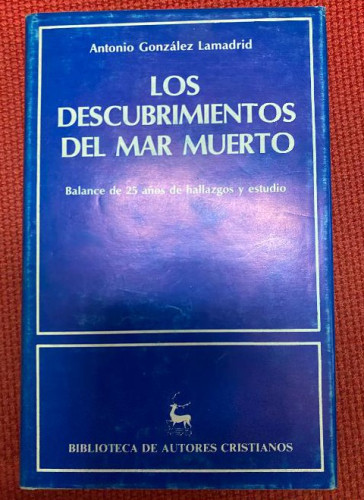 Antonio González Lamadrid
LOS
DESCUBRIMIENTOS
DEL MAR MUERTO
Balance de 25 años de hallazgos y estudio
BIBLIOTECA DE AUTORES CRISTIANOS